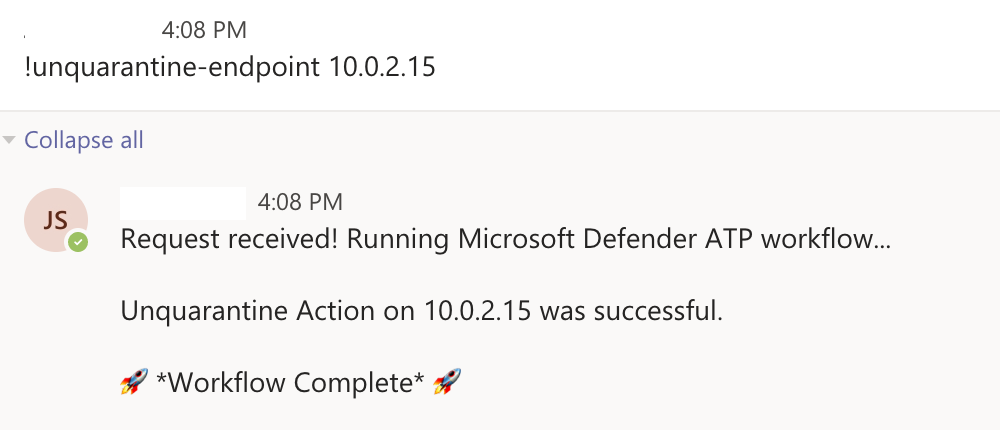 4:08 PM
!unquarantine-endpoint 10.0.2.15
Collapse all
JS
4:08 PM
Request received! Running Microsoft Defender ATP workflow...
Unquarantine Action on 10.0.2.15 was successful.
🚀 *Workflow Complete* 🚀